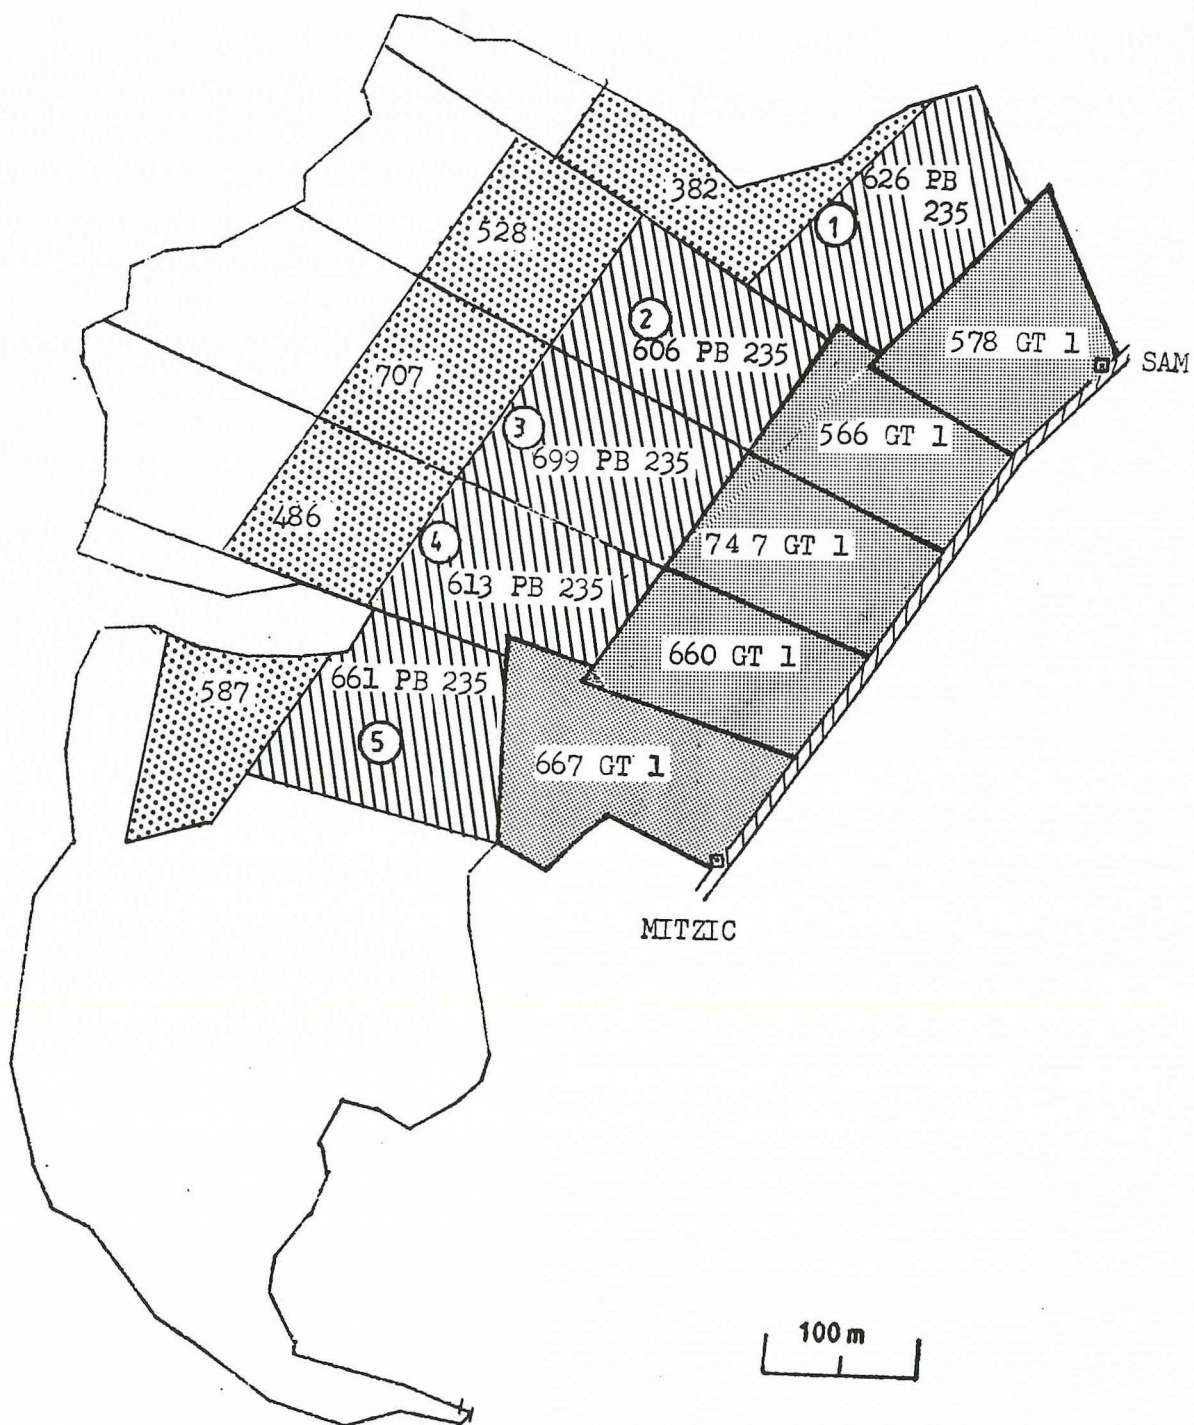 382
626 PB
235
1
528
2
606 PB 235
578 GT 1
SAM
707
3
699 PB 235
566 GT 1
486
4
613 PB 235
74 7 GT 1
660 GT 1
587
661 PB 235
5
667 GT 1
MITZIC
100 m